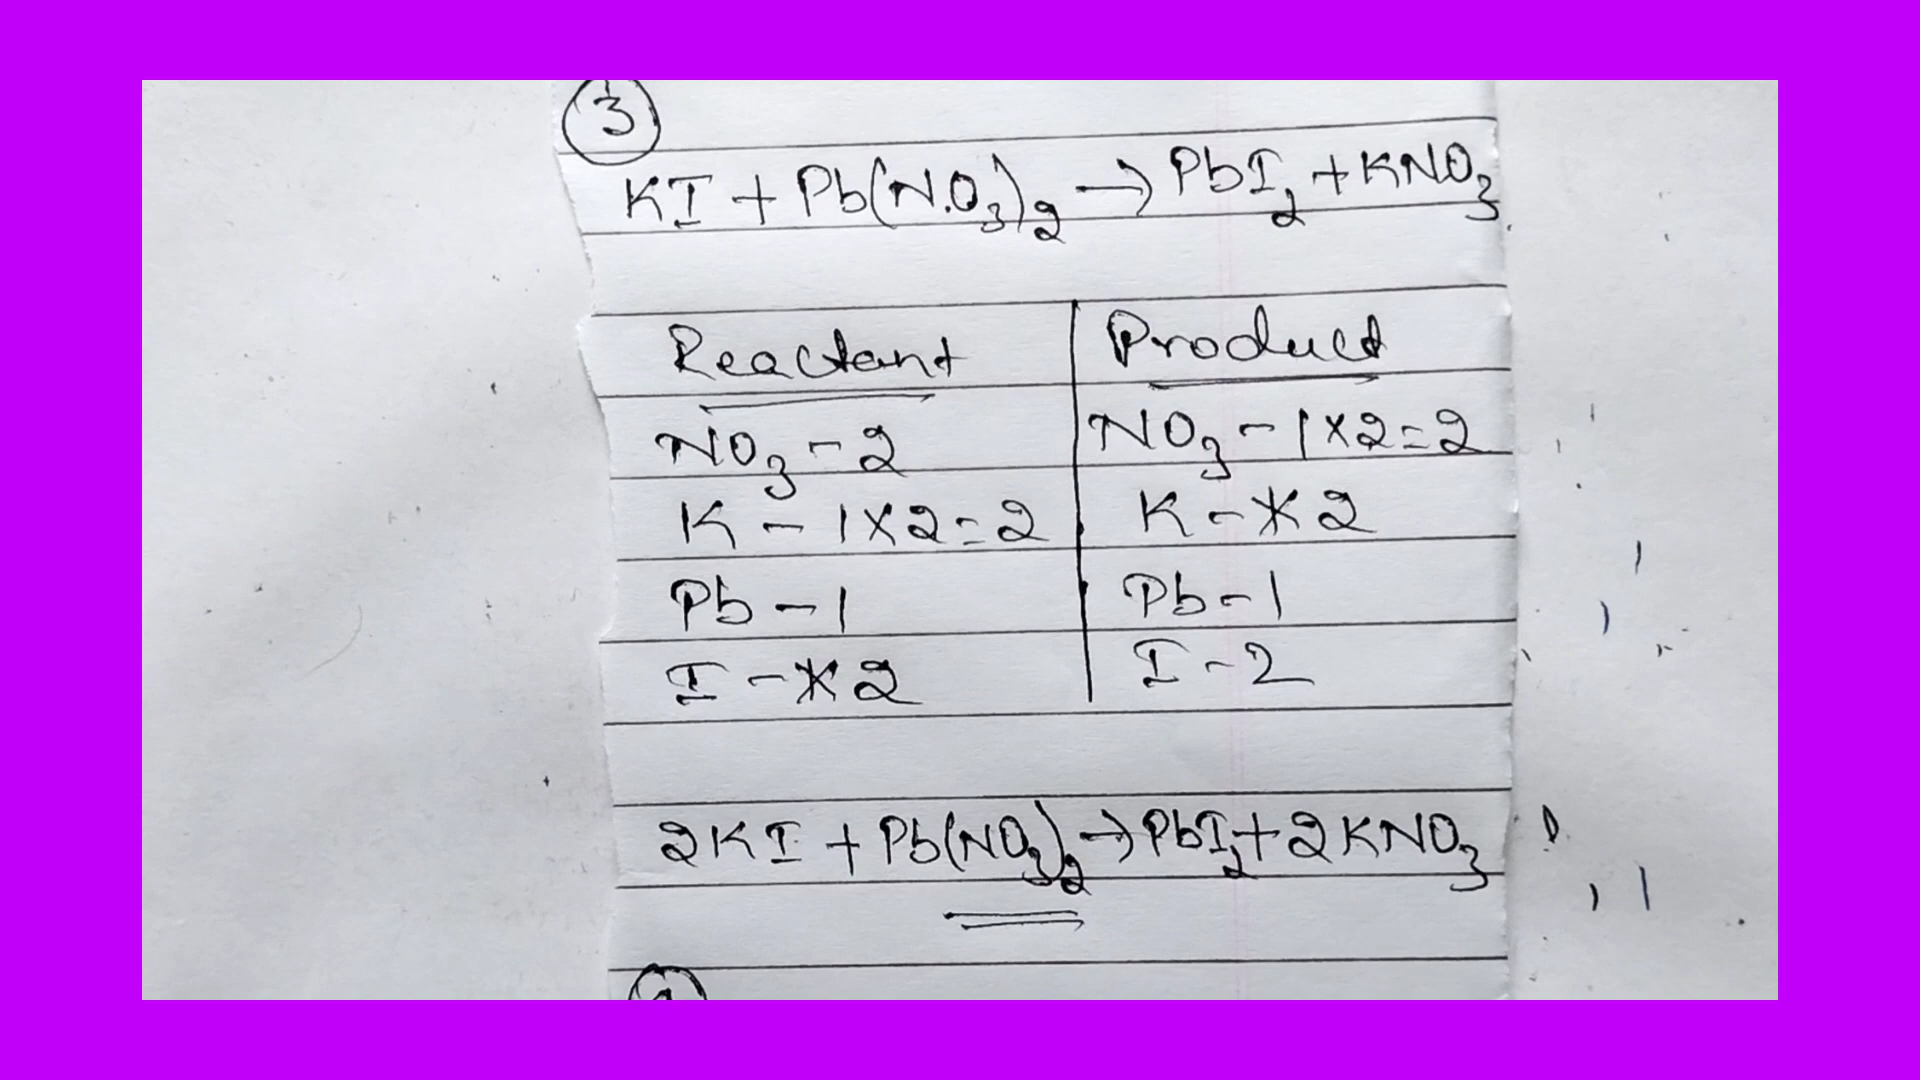 3
KI + Pb(NO₃)₂ → PbI₂ + KNO₃
Reactant Product
NO₃ - 2 NO₃ - 1×2=2
K - 1×2=2 K - 1 2
Pb - 1 Pb - 1
I - 1 2 I - 2
2KI + Pb(NO₃)₂ → PbI₂ + 2KNO₃